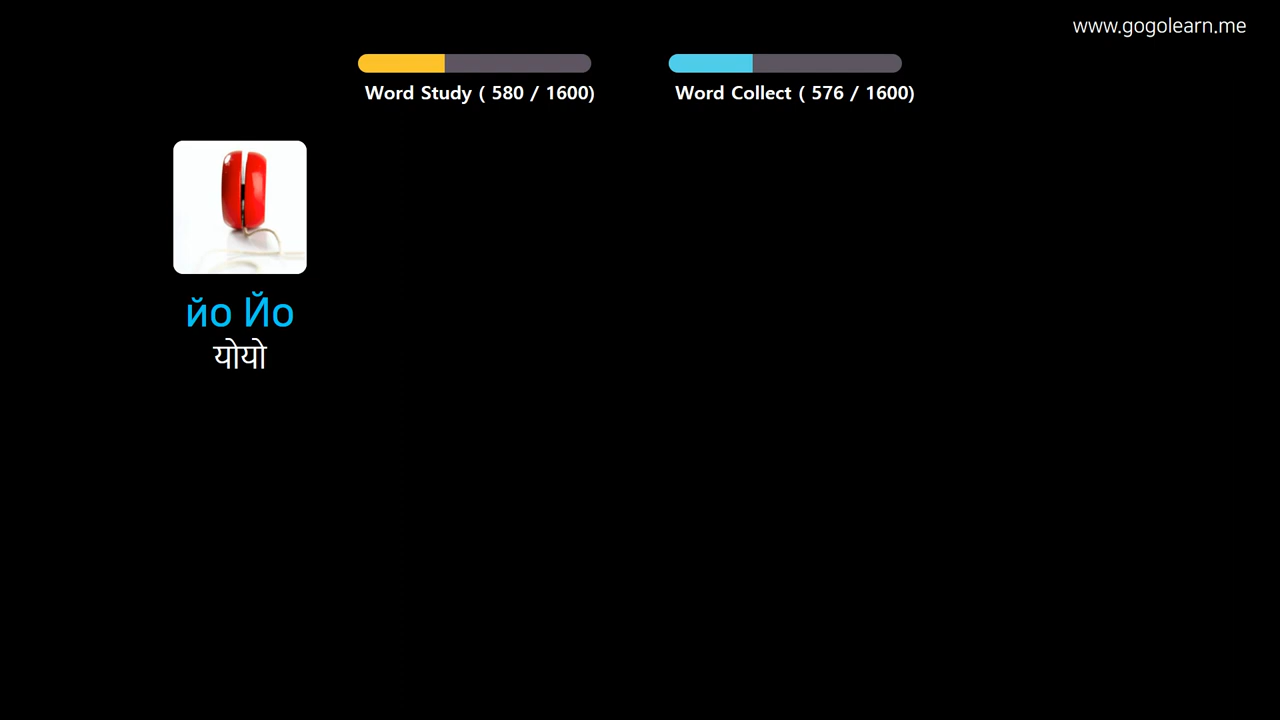 www.gogolearn.me
Word Study ( 580 / 1600)
Word Collect ( 576 / 1600)
йо Йо
योयो